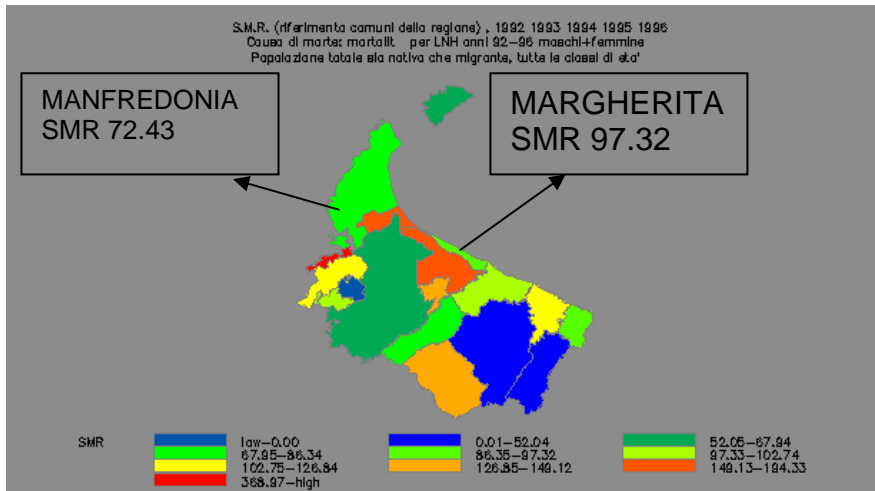 S.M.R. (riferimento comuni della regione) , 1992 1993 1994 1995 1996
Causa di morte: mortalit per LNH anni 92-96 maschi+femmine
Popolazione totale sia nativa che migrante, tutte le classi di eta'
MANFREDONIA
SMR 72.43
MARGHERITA
SMR 97.32
SMR
low-0.00
0.01-52.04
52.05-67.94
67.95-86.34
86.35-97.32
97.33-102.74
102.75-126.84
126.85-149.12
149.13-194.33
368.97-high